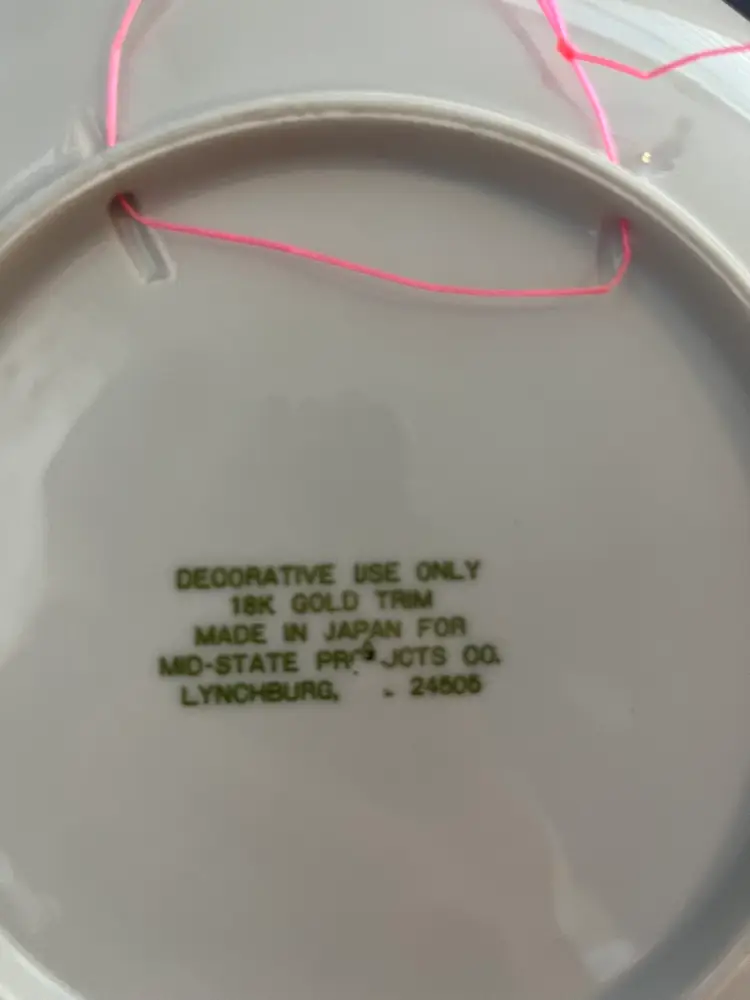 DECORATIVE USE ONLY
18K GOLD TRIM
MADE IN JAPAN FOR
MID-STATE CO.
LYNCHBURG, . 24505